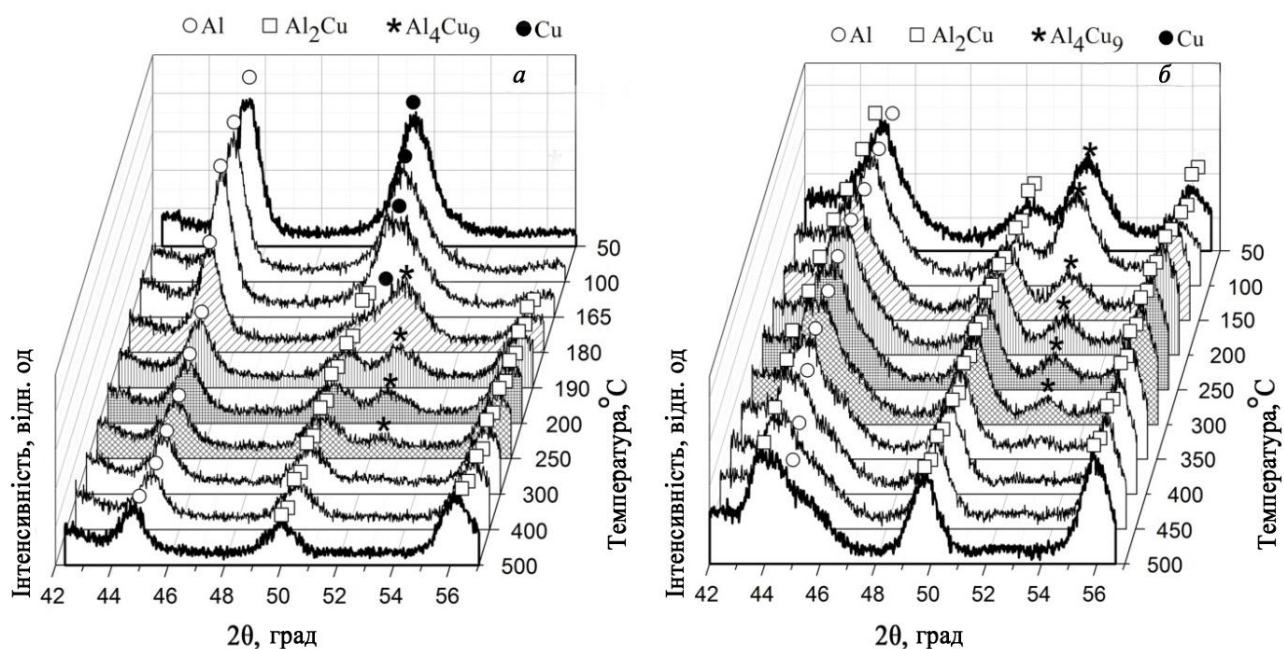 ○ Al □ Al₂Cu * Al₄Cu₉ ● Cu
а
50
100
165
180
190
200
250
300
400
500
Температура, °C
Інтенсивність, відн. од
42 44 46 48 50 52 54 56
2θ, град
○ Al □ Al₂Cu * Al₄Cu₉ ● Cu
б
50
100
150
200
250
300
350
400
450
500
Температура, °C
Інтенсивність, відн. од
42 44 46 48 50 52 54 56
2θ, град